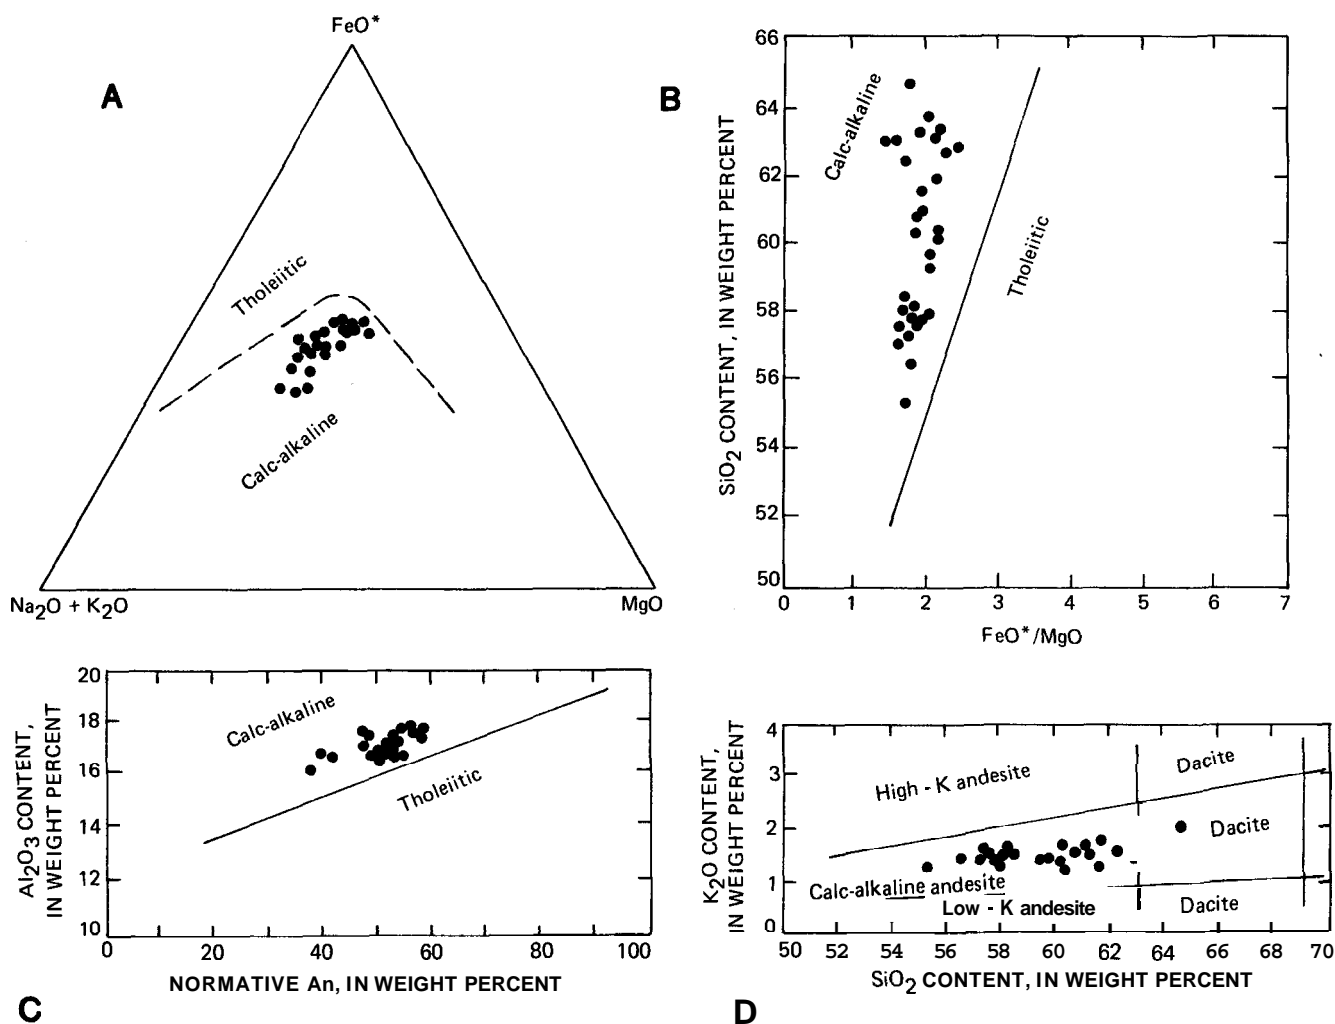 FeO*
A
Tholeiitic
Calc-alkaline
Na2O + K2O
MgO
B
SiO2 CONTENT, IN WEIGHT PERCENT
66
64
62
60
58
56
54
52
50
Calc-alkaline
Tholeiitic
0 1 2 3 4 5 6 7
FeO*/MgO
Al2O3 CONTENT,
IN WEIGHT PERCENT
20
18
16
14
12
10
Calc-alkaline
Tholeiitic
0 20 40 60 80 100
NORMATIVE An, IN WEIGHT PERCENT
C
K2O CONTENT,
IN WEIGHT PERCENT
4
3
2
1
0
High - K andesite
Dacite
Dacite
Calc-alkaline andesite
Low - K andesite
Dacite
50 52 54 56 58 60 62 64 66 68 70
SiO2 CONTENT, IN WEIGHT PERCENT
D